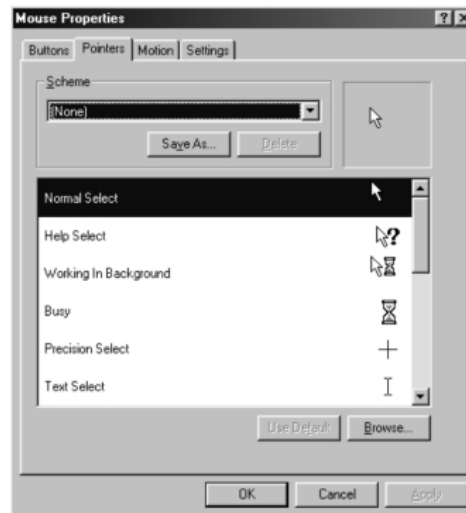 Mouse Properties
Buttons Pointers Motion Settings
Scheme
(None)
Save As... Delete
Normal Select
Help Select
Working In Background
Busy
Precision Select
Text Select
Use Default Browse...
OK Cancel Apply